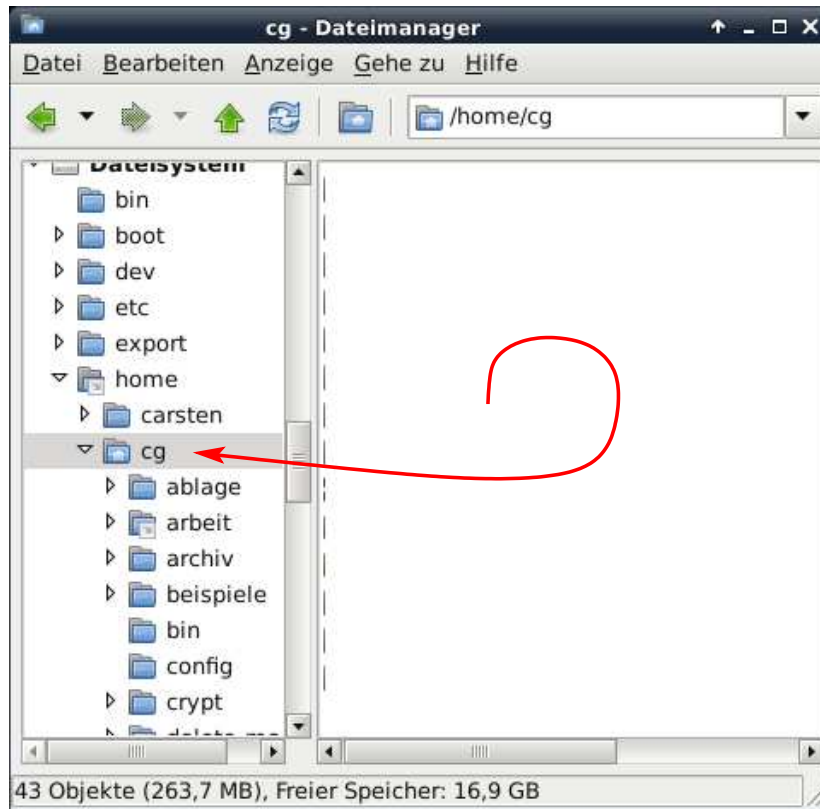 cg - Dateimanager
Datei Bearbeiten Anzeige Gehe zu Hilfe
/home/cg
Dateisystem
bin
boot
dev
etc
export
home
carsten
cg
ablage
arbeit
archiv
beispiele
bin
config
crypt
43 Objekte (263,7 MB), Freier Speicher: 16,9 GB